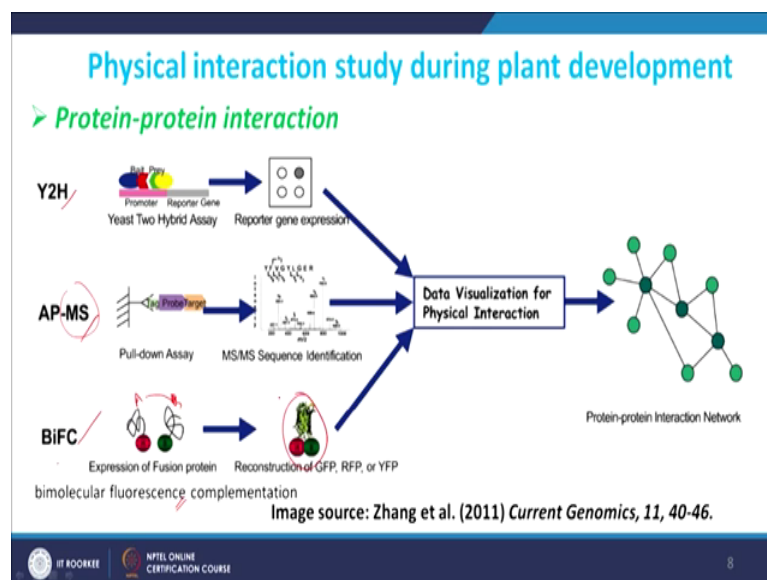 Physical interaction study during plant development
➢ Protein-protein interaction
Y2H
Bait Prey
Promoter Reporter Gene
Yeast Two Hybrid Assay
Reporter gene expression
AP-MS
Tag Probe Target
Pull-down Assay
Y F V G Y L G E R
MS/MS Sequence Identification
BiFC
Expression of Fusion protein
Reconstruction of GFP, RFP, or YFP
bimolecular fluorescence complementation
Data Visualization for
Physical Interaction
Protein-protein Interaction Network
Image source: Zhang et al. (2011) Current Genomics, 11, 40-46.
IIT ROORKEE
NPTEL ONLINE
CERTIFICATION COURSE
8